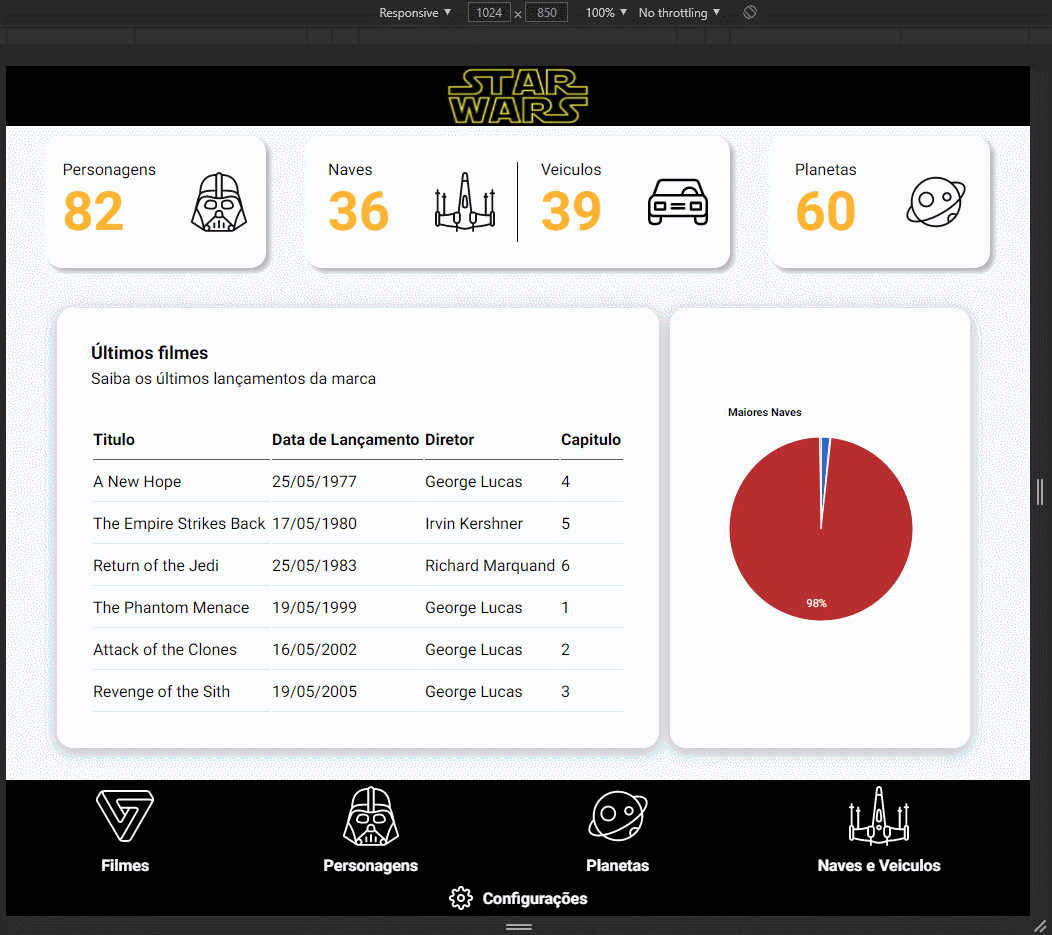 Responsive 1024 × 850 100% No throttling
STAR
WARS
Personagens
82
Naves
36
Veiculos
39
Planetas
60
Últimos filmes
Saiba os últimos lançamentos da marca
Titulo Data de Lançamento Diretor Capitulo
A New Hope 25/05/1977 George Lucas 4
The Empire Strikes Back 17/05/1980 Irvin Kershner 5
Return of the Jedi 25/05/1983 Richard Marquand 6
The Phantom Menace 19/05/1999 George Lucas 1
Attack of the Clones 16/05/2002 George Lucas 2
Revenge of the Sith 19/05/2005 George Lucas 3
Maiores Naves
98%
Filmes Personagens Planetas Naves e Veiculos
Configurações